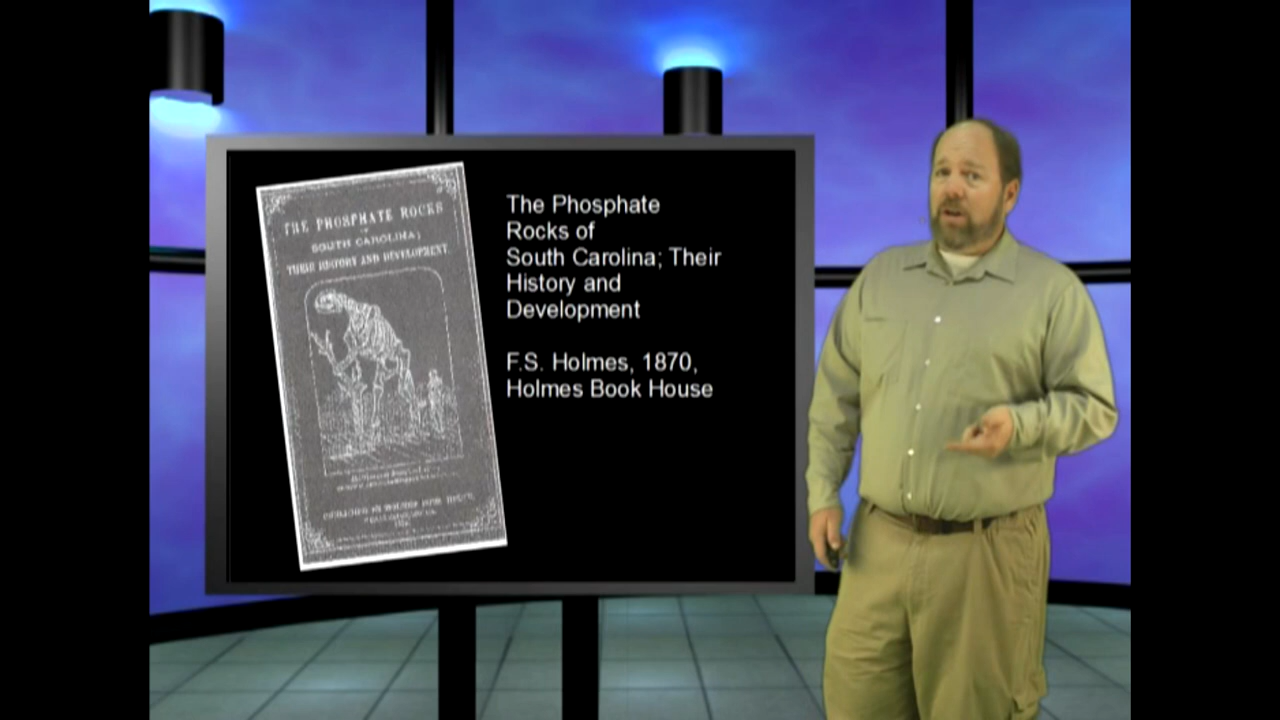 THE PHOSPHATE ROCKS
OF
SOUTH CAROLINA;
THEIR HISTORY AND DEVELOPMENT.
The Phosphate
Rocks of
South Carolina; Their
History and
Development
F.S. Holmes, 1870,
Holmes Book House